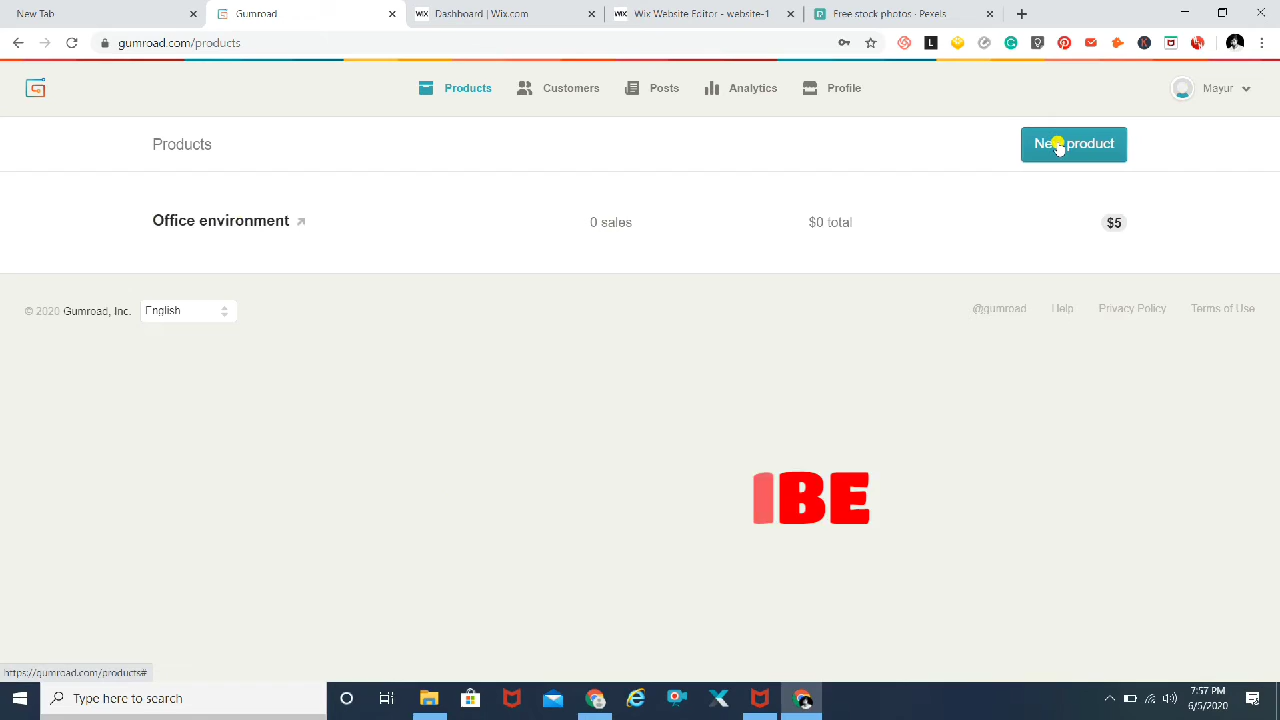 New Tab
Gumroad
Dashboard | Wix.com
Wix Website Editor - website-1
Free stock photos · Pexels
gumroad.com/products
Products
Customers
Posts
Analytics
Profile
Mayur
Products
New product
Office environment
0 sales
$0 total
$5
© 2020 Gumroad, Inc.
English
@gumroad
Help
Privacy Policy
Terms of Use
IBE
https://gumroad.com/products#
Type here to search
7:57 PM
6/5/2020